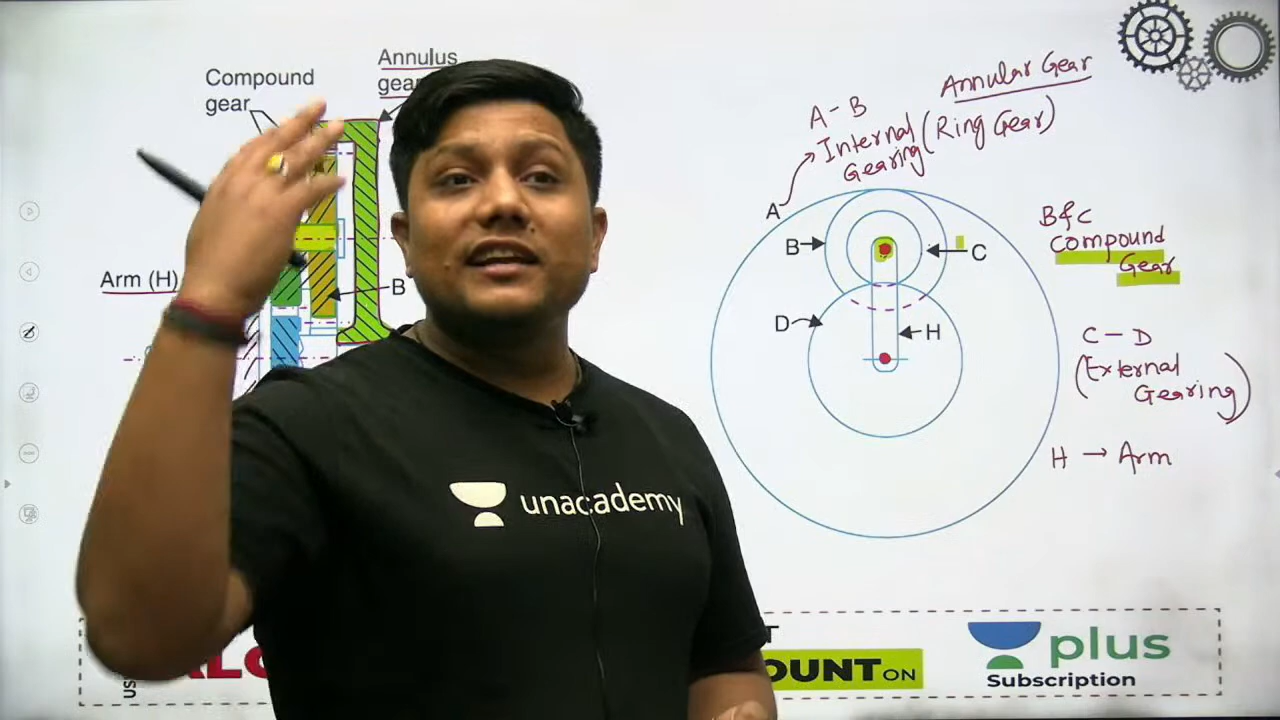 Compound
gear
Annulus
gear
Arm (H)
B
Annular Gear
A - B
Internal (Ring Gear)
Gearing
A
B
C
D
H
B & C
Compound
Gear
C - D
(External
Gearing)
H → Arm
unacademy
OUNT ON
plus
Subscription